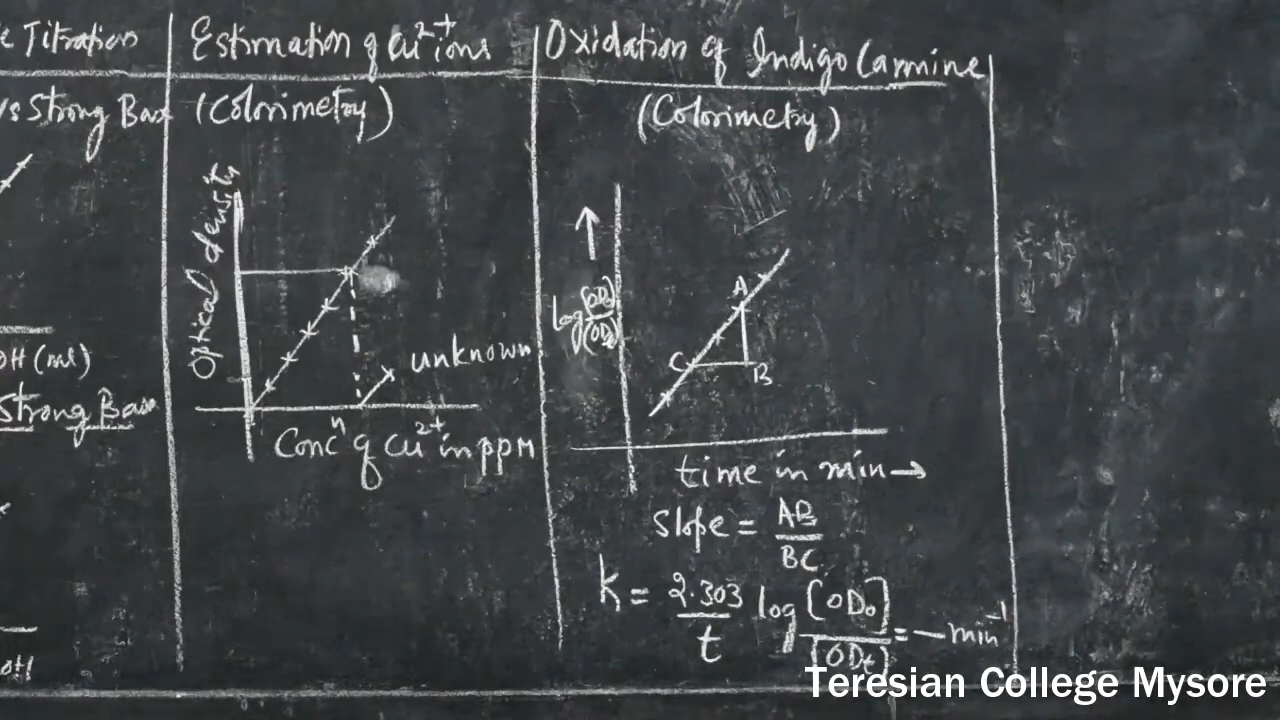 Titration
vs Strong Base
OH (ml)
Strong Base
Estimation of Cu²⁺ ions
(Colorimetry)
Optical density
unknown
Concⁿ of Cu²⁺ in ppm
Oxidation of Indigo Carmine
(Colorimetry)
log [OD₀]/[ODt]
A
C
B
time in min →
Slope = AB/BC
K = 2.303/t log [OD₀]/[ODt] = — min⁻¹
Teresian College Mysore